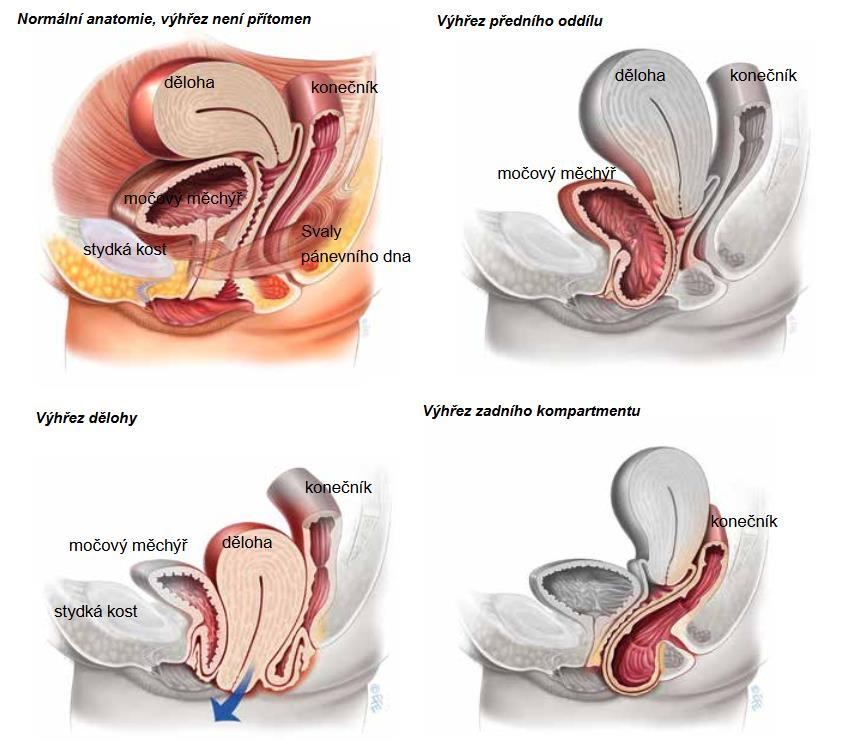 Normální anatomie, výhřez není přítomen
děloha
konečník
močový měchýř
stydká kost
Svaly
pánevního dna
Výhřez předního oddílu
děloha
konečník
močový měchýř
Výhřez dělohy
konečník
močový měchýř
děloha
stydká kost
Výhřez zadního kompartmentu
konečník